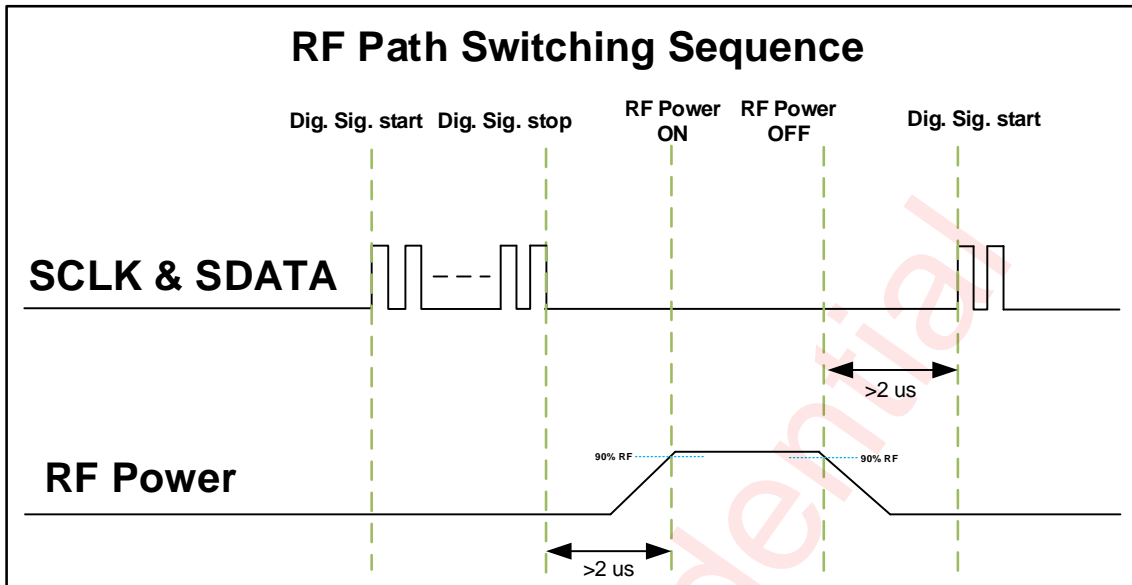 RF Path Switching Sequence
Dig. Sig. start Dig. Sig. stop RF Power ON RF Power OFF Dig. Sig. start
SCLK & SDATA
>2 us
90% RF 90% RF
RF Power
>2 us
dential